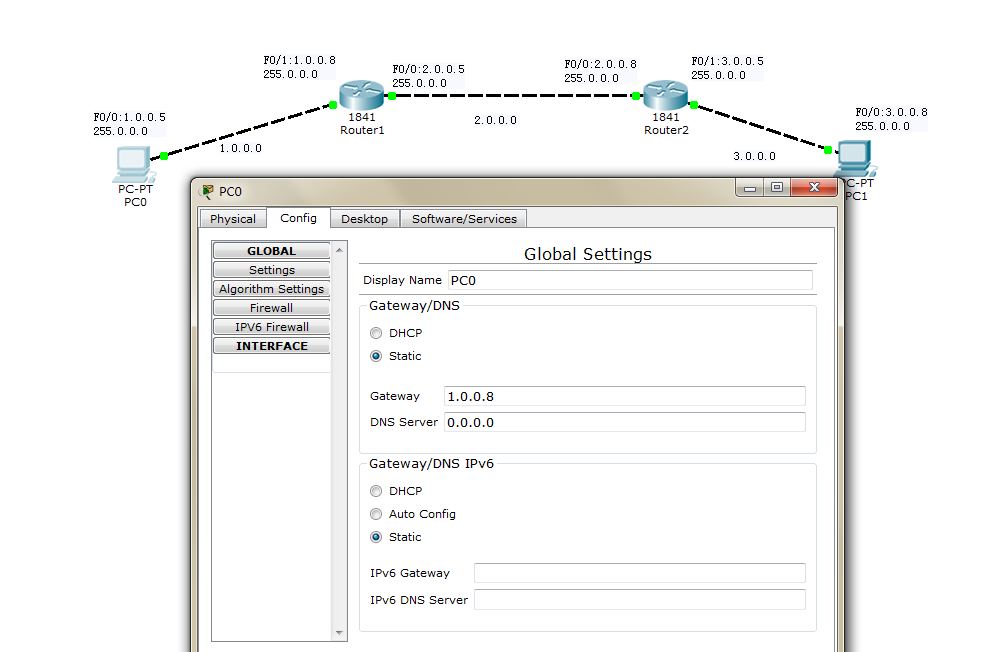 F0/1:1.0.0.8
255.0.0.0
F0/0:2.0.0.5
255.0.0.0
F0/0:2.0.0.8
255.0.0.0
F0/1:3.0.0.5
255.0.0.0
F0/0:1.0.0.5
255.0.0.0
1841
Router1
2.0.0.0
1841
Router2
F0/0:3.0.0.8
255.0.0.0
1.0.0.0
3.0.0.0
PC-PT
PC0
C-PT
PC1
PC0
Physical Config Desktop Software/Services
GLOBAL
Settings
Algorithm Settings
Firewall
IPV6 Firewall
INTERFACE
Global Settings
Display Name PC0
Gateway/DNS
DHCP
Static
Gateway 1.0.0.8
DNS Server 0.0.0.0
Gateway/DNS IPv6
DHCP
Auto Config
Static
IPv6 Gateway
IPv6 DNS Server